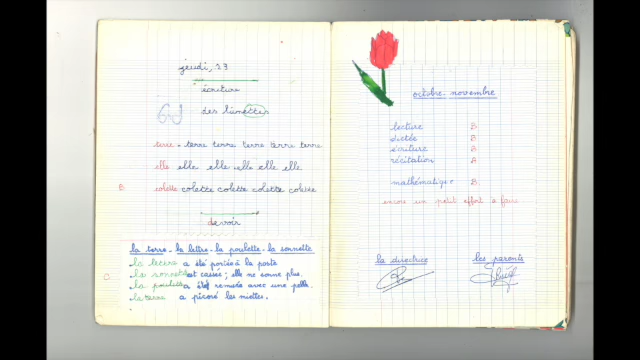 jeudi, 23
écriture
des lunettes
terre - terre terre terre terre terre
elle elle elle elle elle elle
B. colette colette colette colette colette
devoir
la terre - la lettre - la poulette - la sonnette
la lettre a été portée à la poste
la sonnette est cassée; elle ne sonne plus.
la poulette a été remuée avec une pelle.
la terre a picoré les miettes.
octobre-novembre
lecture B.
dictée B.
écriture B.
récitation A
mathématique B.
encore un petit effort à faire
la directrice
les parents